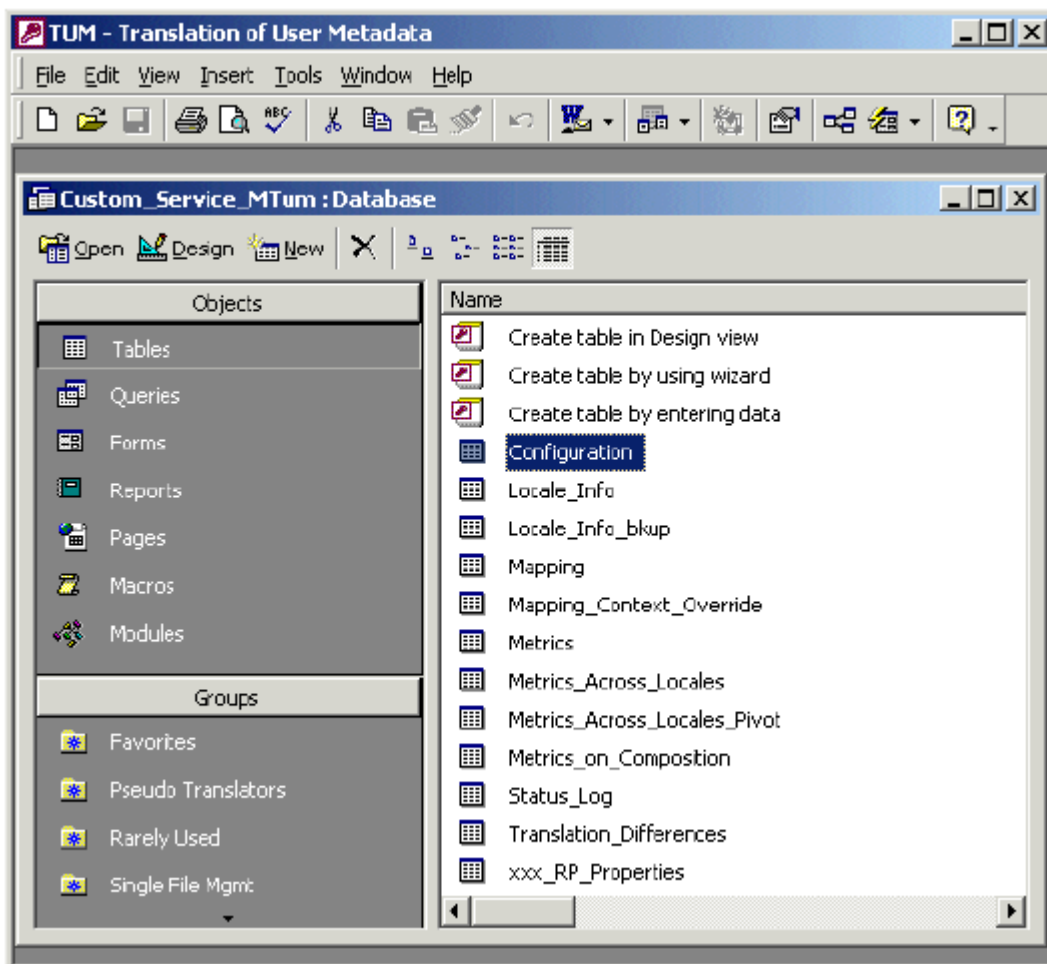 TUM - Translation of User Metadata
File Edit View Insert Tools Window Help
ABC
Custom_Service_MTum : Database
Open Design New
Objects
Tables
Queries
Forms
Reports
Pages
Macros
Modules
Groups
Favorites
Pseudo Translators
Rarely Used
Single File Mgmt
Name
Create table in Design view
Create table by using wizard
Create table by entering data
Configuration
Locale_Info
Locale_Info_bkup
Mapping
Mapping_Context_Override
Metrics
Metrics_Across_Locales
Metrics_Across_Locales_Pivot
Metrics_on_Composition
Status_Log
Translation_Differences
xxx_RP_Properties